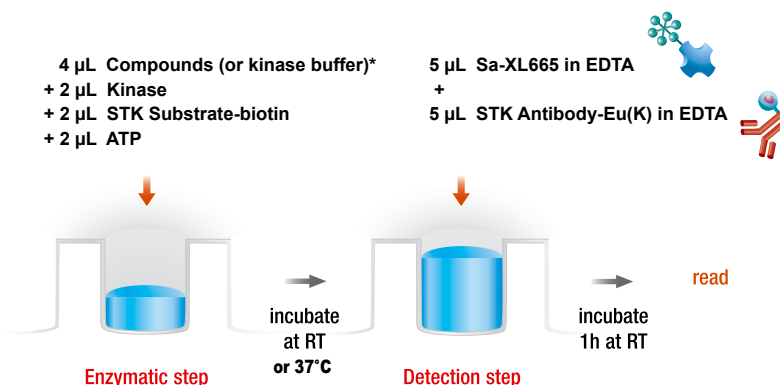 4 µL Compounds (or kinase buffer)*
+ 2 µL Kinase
+ 2 µL STK Substrate-biotin
+ 2 µL ATP
5 µL Sa-XL665 in EDTA
+
5 µL STK Antibody-Eu(K) in EDTA
incubate
at RT
or 37°C
incubate
1h at RT
read
Enzymatic step
Detection step